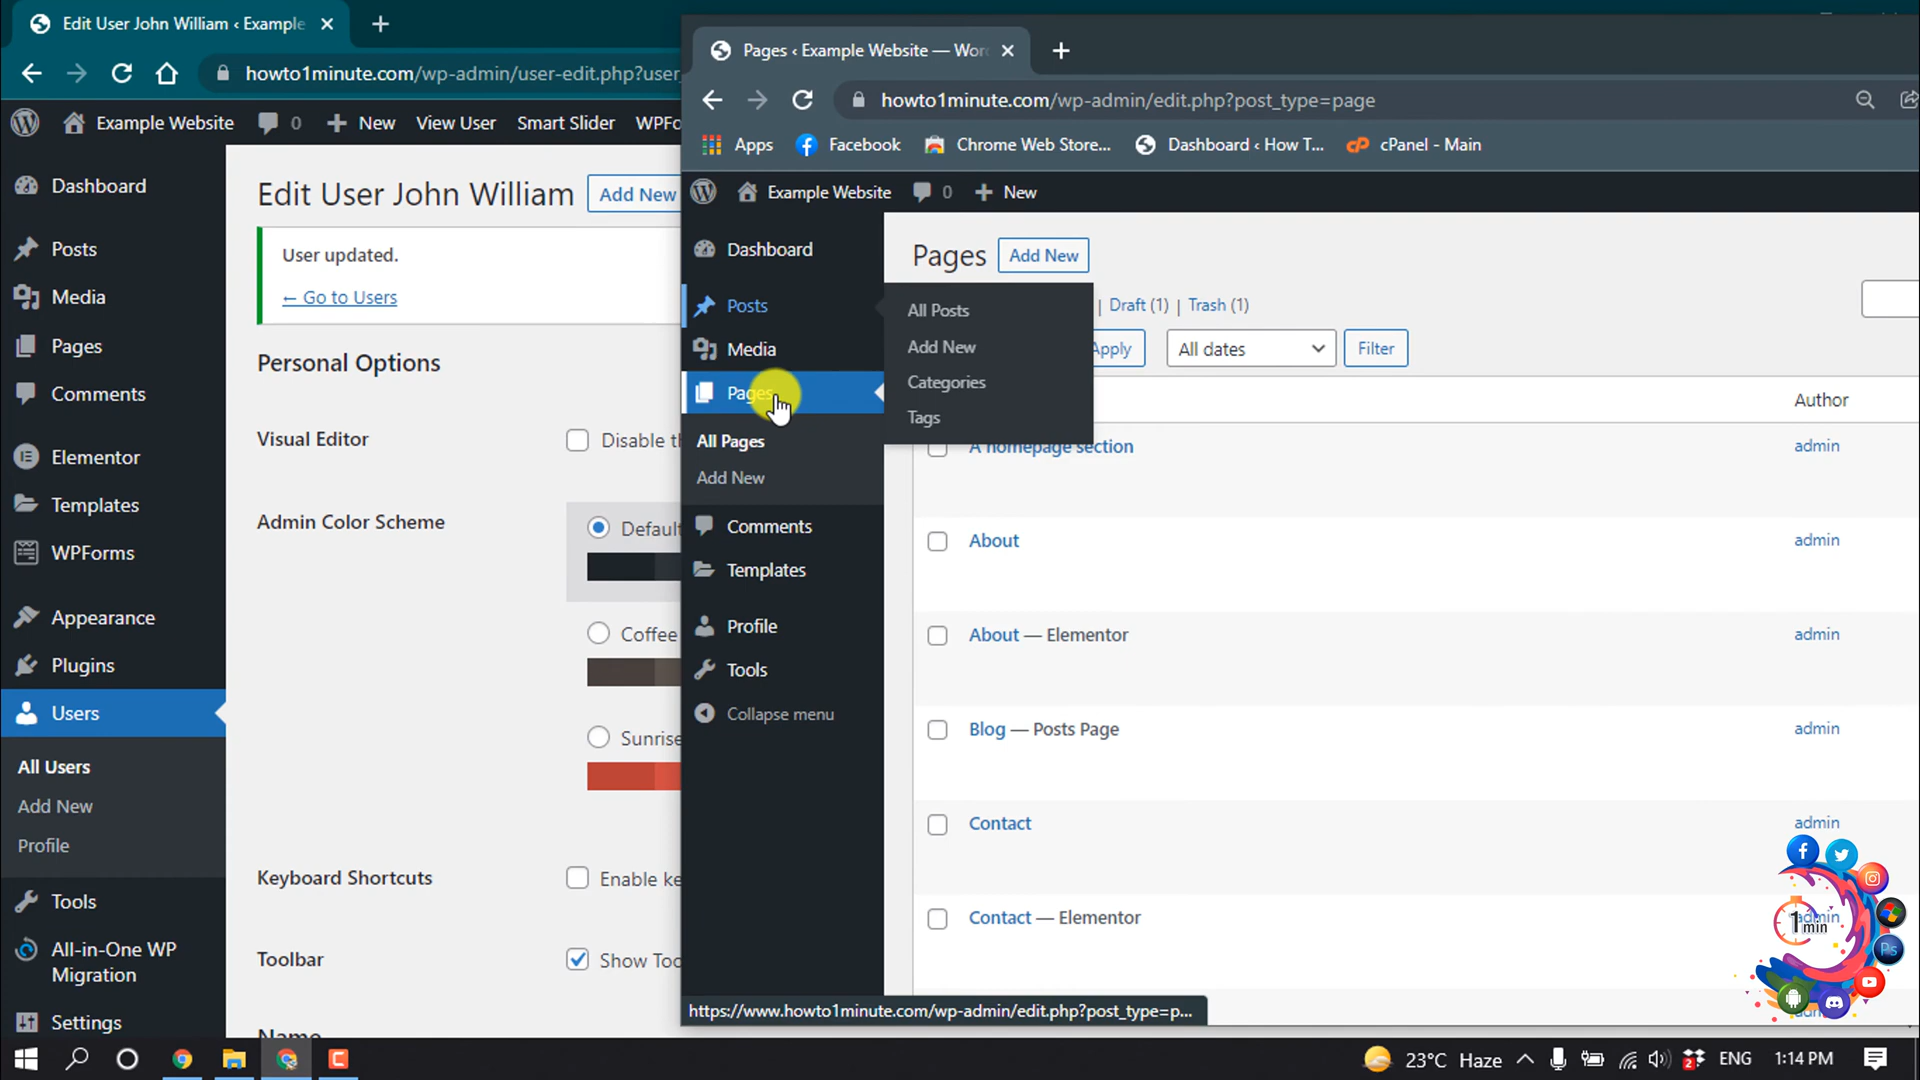 Edit User John William ‹ Example
howto1minute.com/wp-admin/user-edit.php?user_
Example Website
0
New
View User
Smart Slider
WPFo
Dashboard
Posts
Media
Pages
Comments
Elementor
Templates
WPForms
Appearance
Plugins
Users
All Users
Add New
Profile
Tools
All-in-One WP
Migration
Settings
Edit User John William
Add New
User updated.
← Go to Users
Personal Options
Visual Editor
Disable th
Admin Color Scheme
Default
Coffee
Sunrise
Keyboard Shortcuts
Enable ke
Toolbar
Show Too
Pages ‹ Example Website — Wor
howto1minute.com/wp-admin/edit.php?post_type=page
Apps
Facebook
Chrome Web Store...
Dashboard ‹ How T...
cPanel - Main
Example Website
0
New
Dashboard
Posts
Media
Pages
All Pages
Add New
Comments
Templates
Profile
Tools
Collapse menu
All Posts
Add New
Categories
Tags
Pages
Add New
| Draft (1) | Trash (1)
Apply
All dates
Filter
Author
A homepage section
admin
About
admin
About — Elementor
admin
Blog — Posts Page
admin
Contact
admin
Contact — Elementor
admin
1min
Ps
https://www.howto1minute.com/wp-admin/edit.php?post_type=p...
23°C Haze
2
ENG
1:14 PM